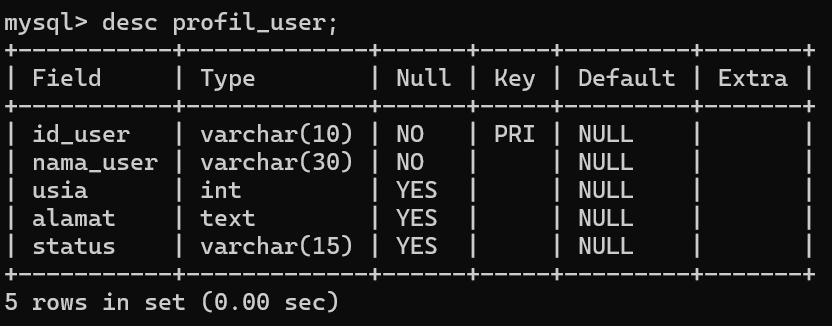 mysql> desc profil_user;
+-----------+-------------+------+-----+---------+-------+
| Field     | Type        | Null | Key | Default | Extra |
+-----------+-------------+------+-----+---------+-------+
| id_user   | varchar(10) | NO   | PRI | NULL    |       |
| nama_user | varchar(30) | NO   |     | NULL    |       |
| usia      | int         | YES  |     | NULL    |       |
| alamat    | text        | YES  |     | NULL    |       |
| status    | varchar(15) | YES  |     | NULL    |       |
+-----------+-------------+------+-----+---------+-------+
5 rows in set (0.00 sec)